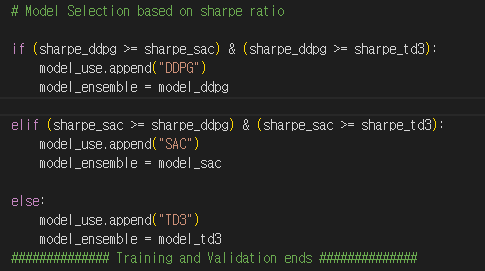 # Model Selection based on sharpe ratio
if (sharpe_ddpg >= sharpe_sac) & (sharpe_ddpg >= sharpe_td3):
    model_use.append("DDPG")
    model_ensemble = model_ddpg
elif (sharpe_sac >= sharpe_ddpg) & (sharpe_sac >= sharpe_td3):
    model_use.append("SAC")
    model_ensemble = model_sac
else:
    model_use.append("TD3")
    model_ensemble = model_td3
############## Training and Validation ends ##############